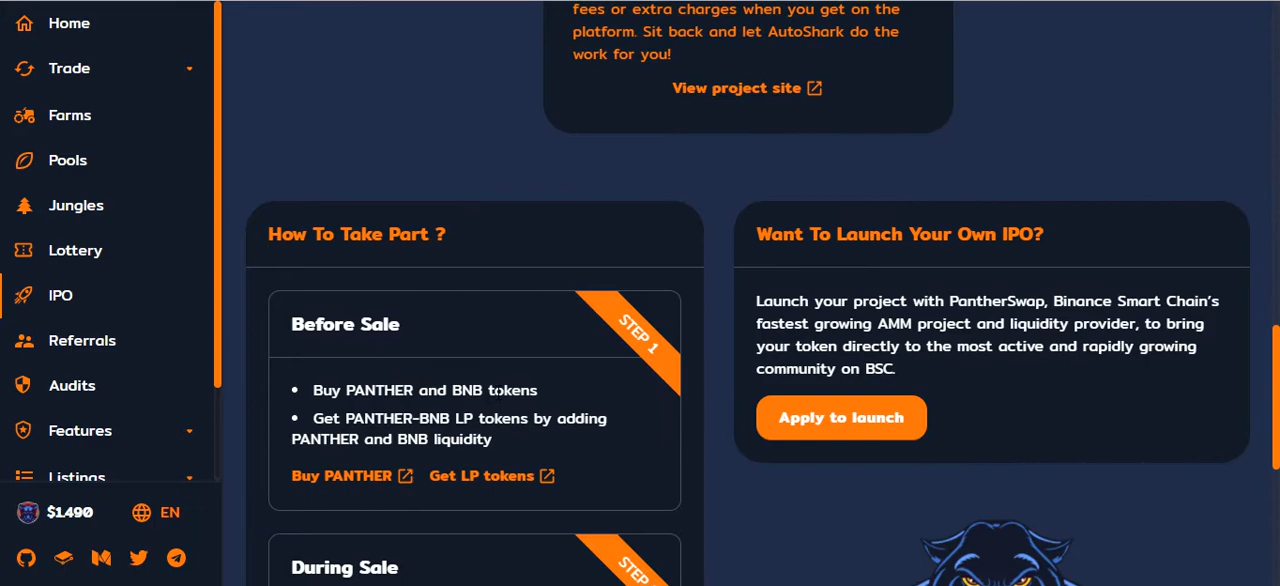 Home
Trade
Farms
Pools
Jungles
Lottery
IPO
Referrals
Audits
Features
Listings
$1.490
EN
fees or extra charges when you get on the
platform. Sit back and let AutoShark do the
work for you!
View project site
How To Take Part ?
Before Sale
STEP 1
• Buy PANTHER and BNB tokens
• Get PANTHER-BNB LP tokens by adding
PANTHER and BNB liquidity
Buy PANTHER
Get LP tokens
During Sale
STEP
Want To Launch Your Own IPO?
Launch your project with PantherSwap, Binance Smart Chain's
fastest growing AMM project and liquidity provider, to bring
your token directly to the most active and rapidly growing
community on BSC.
Apply to launch